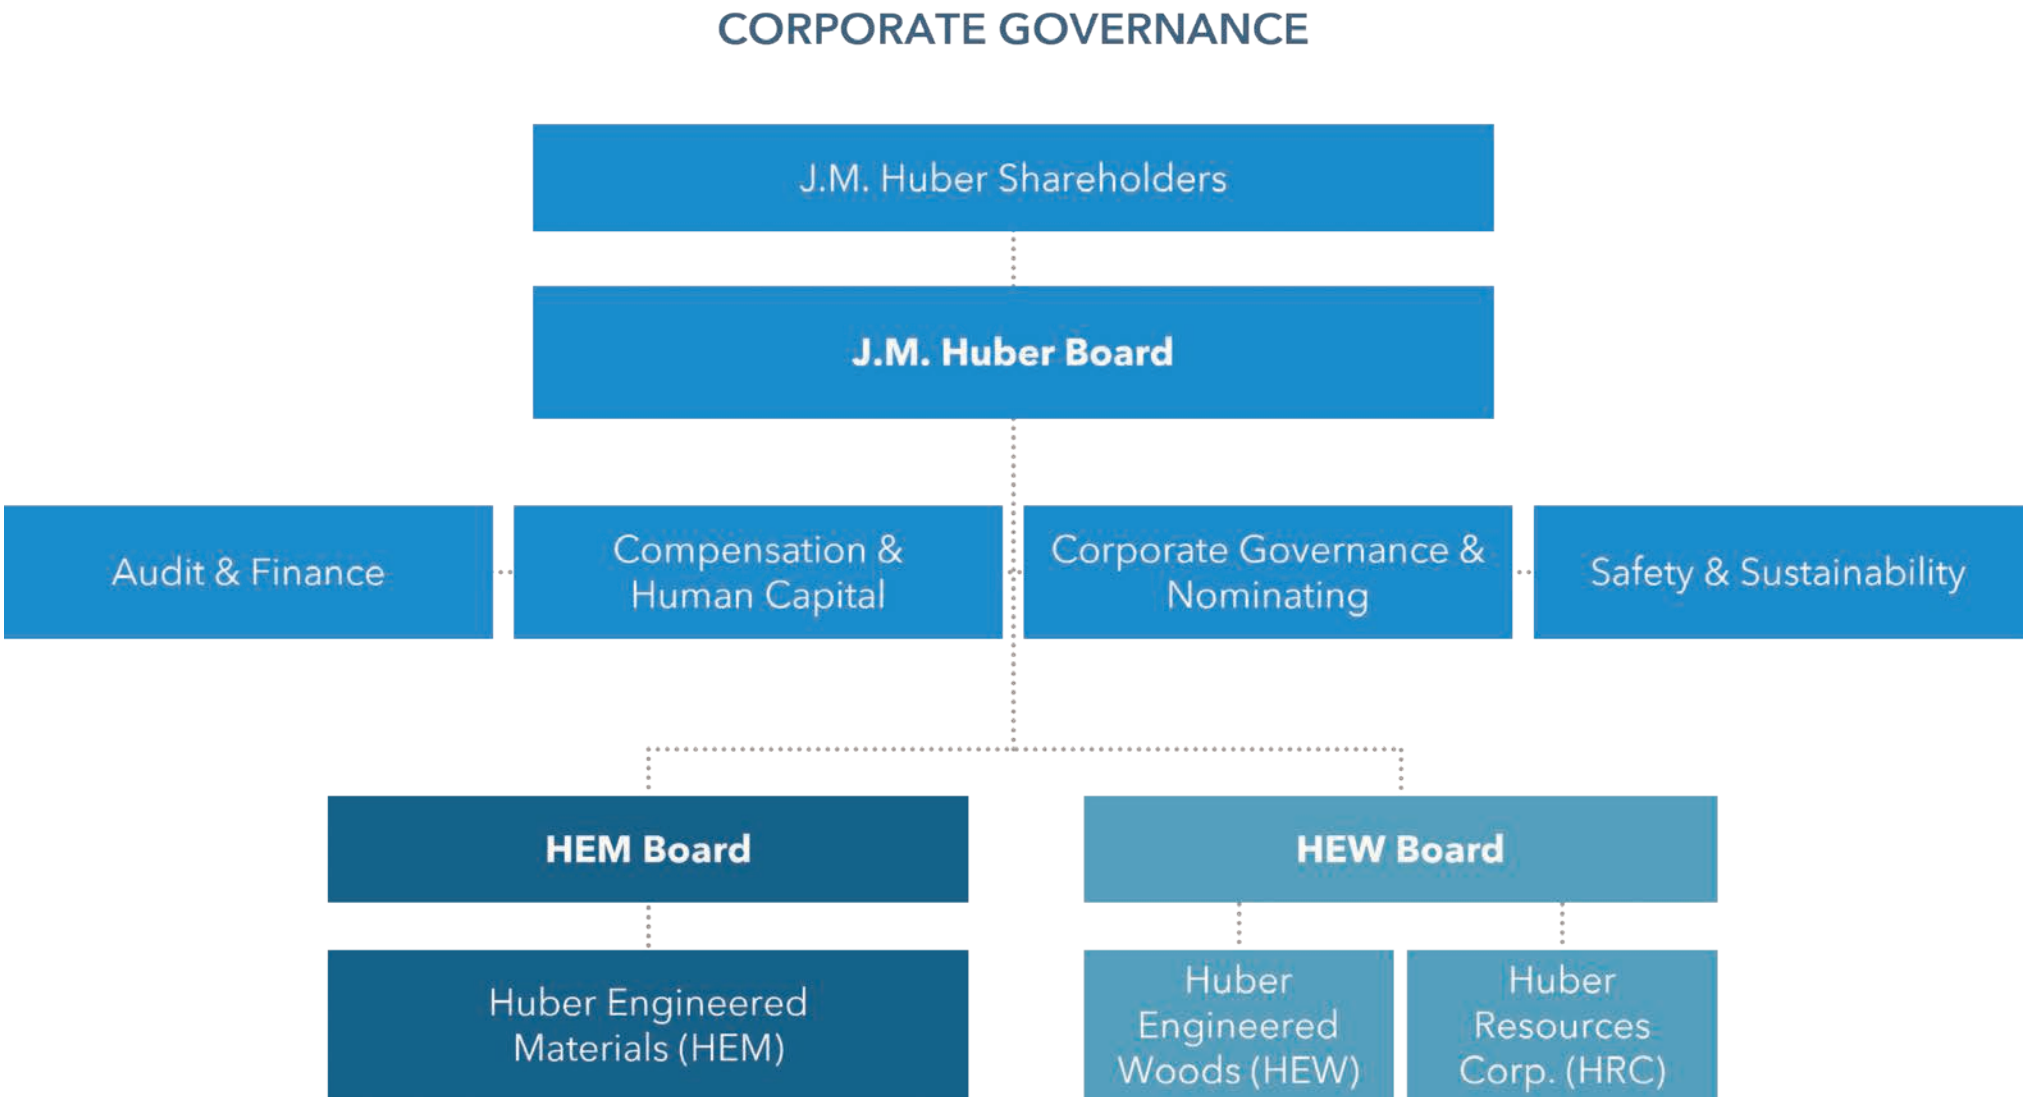 CORPORATE GOVERNANCE
J.M. Huber Shareholders
J.M. Huber Board
Audit & Finance
Compensation &
Human Capital
Corporate Governance &
Nominating
Safety & Sustainability
HEM Board
HEW Board
Huber Engineered
Materials (HEM)
Huber
Engineered
Woods (HEW)
Huber
Resources
Corp. (HRC)